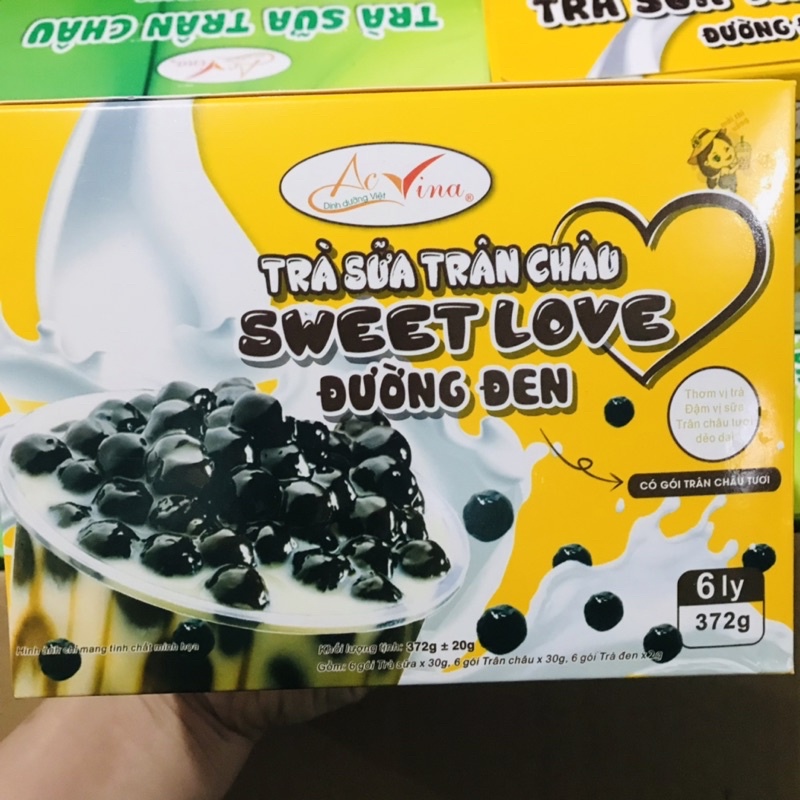 TRÀ SỮA TRÂN CHÂU
AcVina
TRÀ SỮA
ĐƯỜNG Đ
AcVina®
Dinh dưỡng Việt
TRÀ SỮA TRÂN CHÂU
SWEET LOVE
ĐƯỜNG ĐEN
Thơm vị trà
Đậm vị sữa
Trân châu tươi
dẻo dai
CÓ GÓI TRÂN CHÂU TƯƠI
6 ly
372g
Hình ảnh chỉ mang tính chất minh họa
Khối lượng tịnh: 372g ± 20g
Gồm: 6 gói Trà sữa x 30g, 6 gói Trân châu x 30g, 6 gói Trà đen x 2g